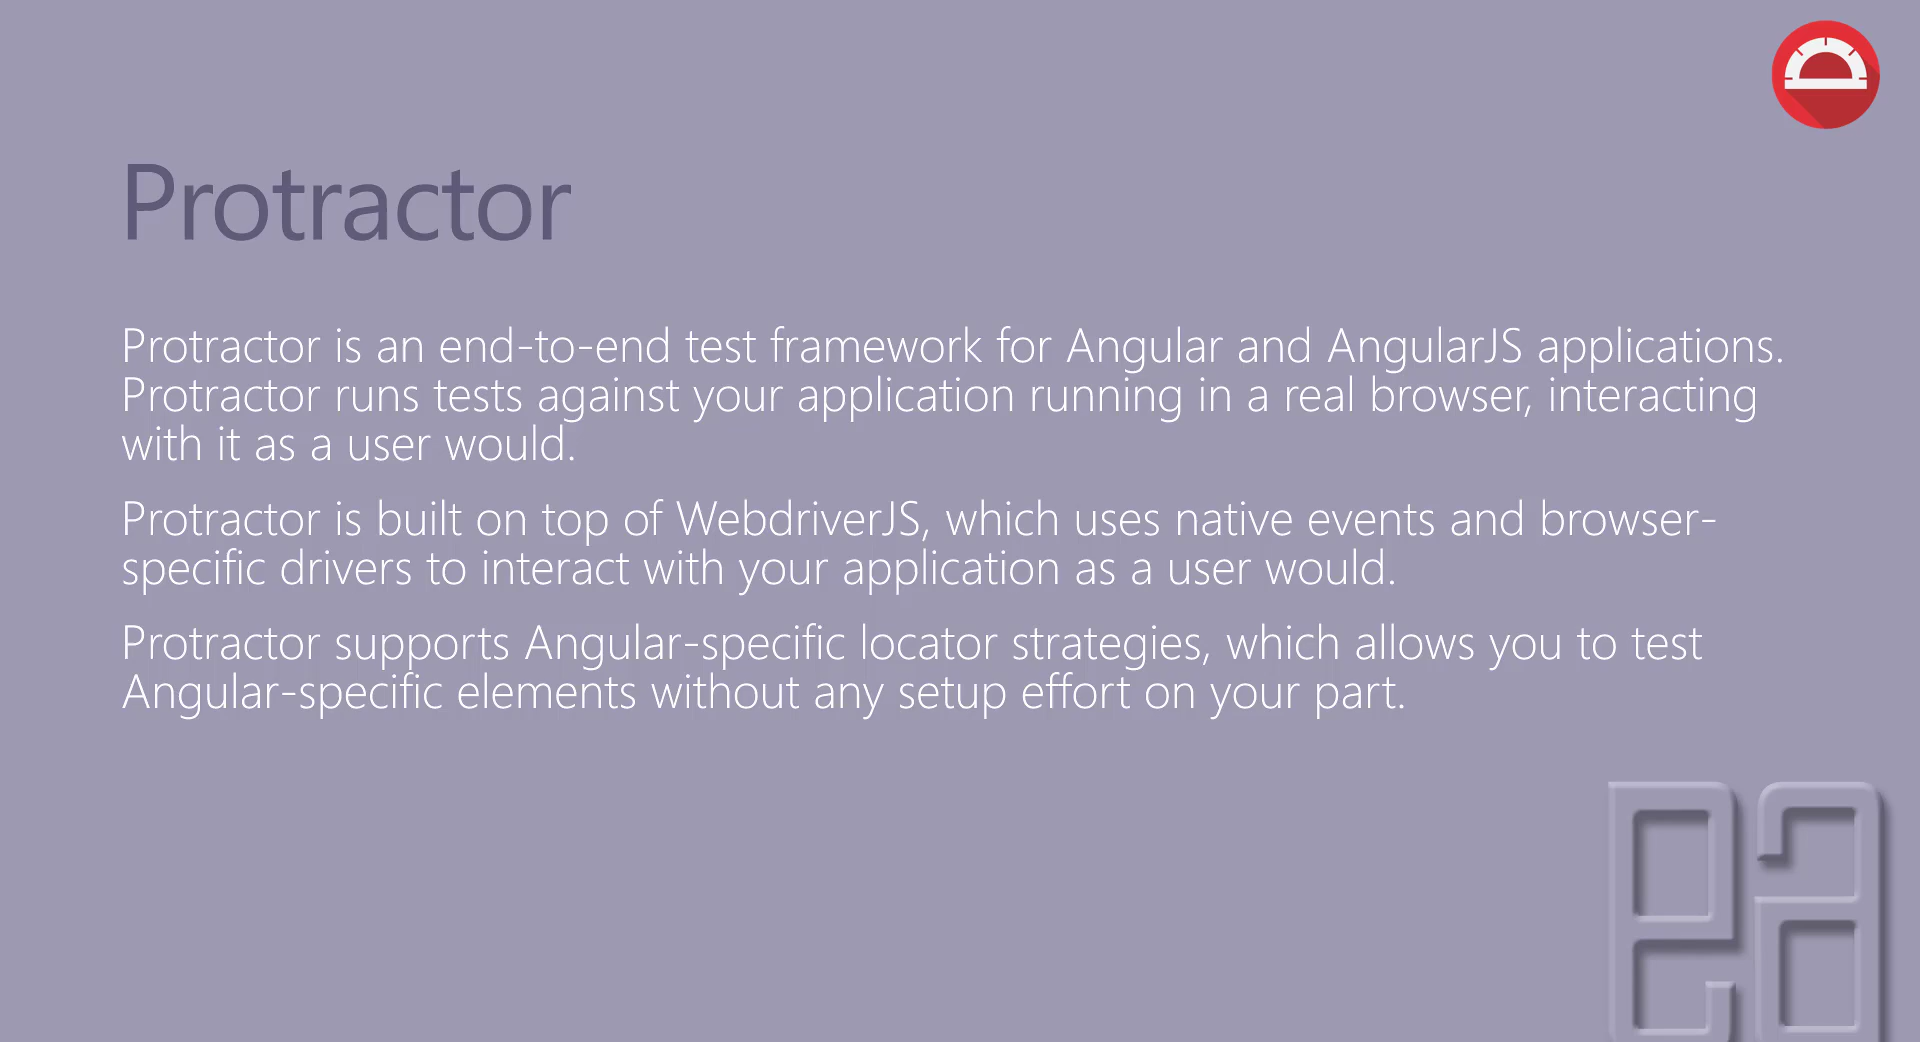 Protractor
Protractor is an end-to-end test framework for Angular and AngularJS applications.
Protractor runs tests against your application running in a real browser, interacting
with it as a user would.
Protractor is built on top of WebdriverJS, which uses native events and browser-
specific drivers to interact with your application as a user would.
Protractor supports Angular-specific locator strategies, which allows you to test
Angular-specific elements without any setup effort on your part.